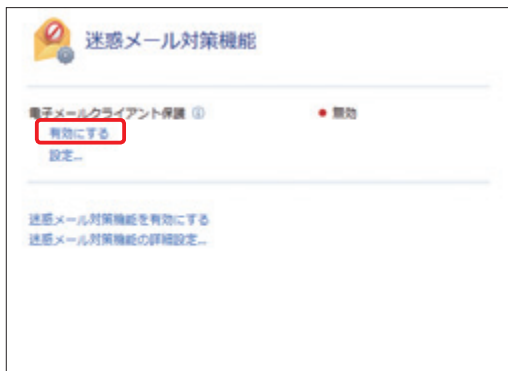 迷惑メール対策機能
電子メールクライアント保護 ⓘ 無効
有効にする
設定...
迷惑メール対策機能を有効にする
迷惑メール対策機能の詳細設定...